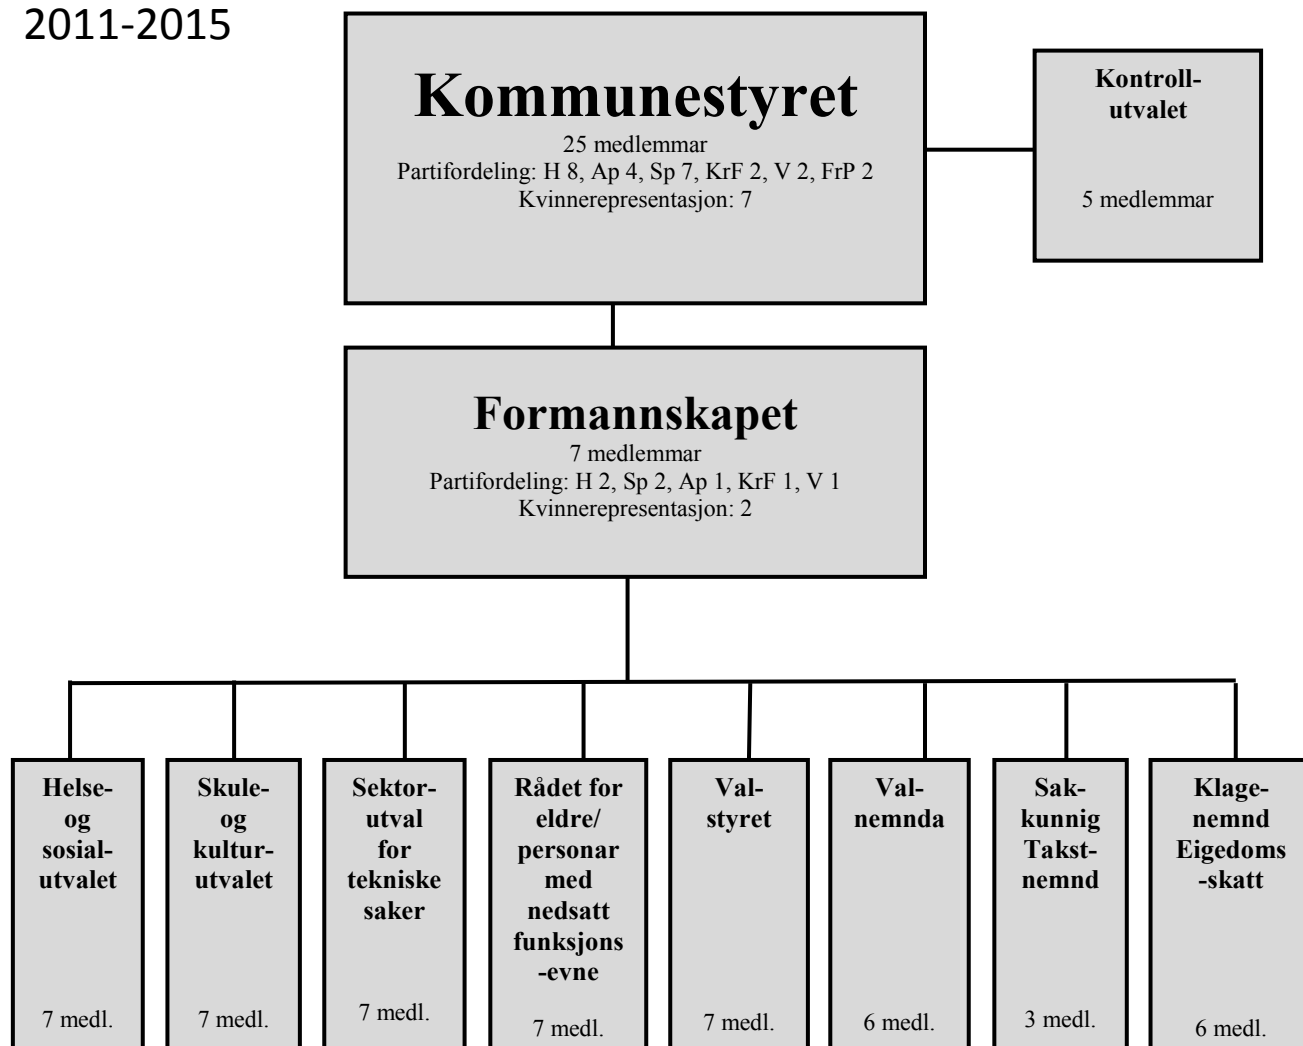 2011-2015
Kommunestyret
25 medlemmar
Partifordeling: H 8, Ap 4, Sp 7, KrF 2, V 2, FrP 2
Kvinnerepresentasjon: 7
Kontroll-
utvalet
5 medlemmar
Formannskapet
7 medlemmar
Partifordeling: H 2, Sp 2, Ap 1, KrF 1, V 1
Kvinnerepresentasjon: 2
Helse-
og
sosial-
utvalet
7 medl.
Skule-
og
kultur-
utvalet
7 medl.
Sektor-
utval
for
tekniske
saker
7 medl.
Rådet for
eldre/
personar
med
nedsatt
funksjons
-evne
7 medl.
Val-
styret
7 medl.
Val-
nemnda
6 medl.
Sak-
kunnig
Takst-
nemnd
3 medl.
Klage-
nemnd
Eigedoms
-skatt
6 medl.